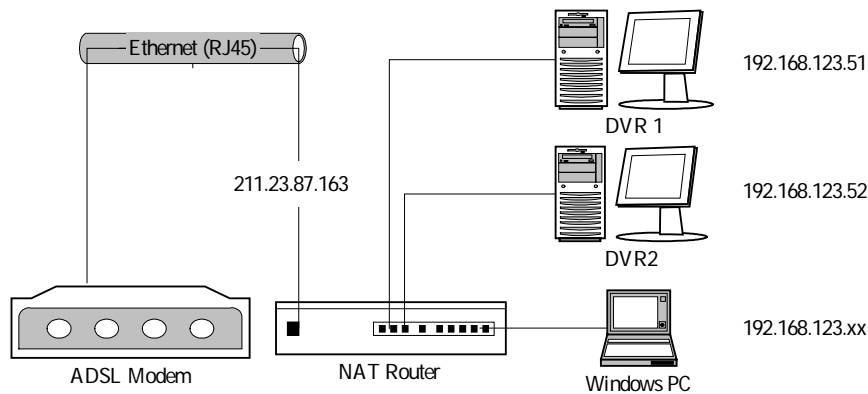 Ethernet (RJ45)
192.168.123.51
DVR 1
211.23.87.163
192.168.123.52
DVR2
192.168.123.xx
ADSL Modem
NAT Router
Windows PC